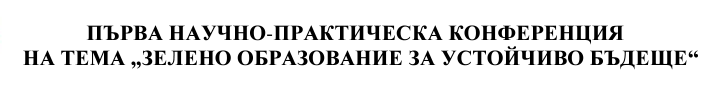 ПЪРВА НАУЧНО-ПРАКТИЧЕСКА КОНФЕРЕНЦИЯ
НА ТЕМА „ЗЕЛЕНО ОБРАЗОВАНИЕ ЗА УСТОЙЧИВО БЪДЕЩЕ“